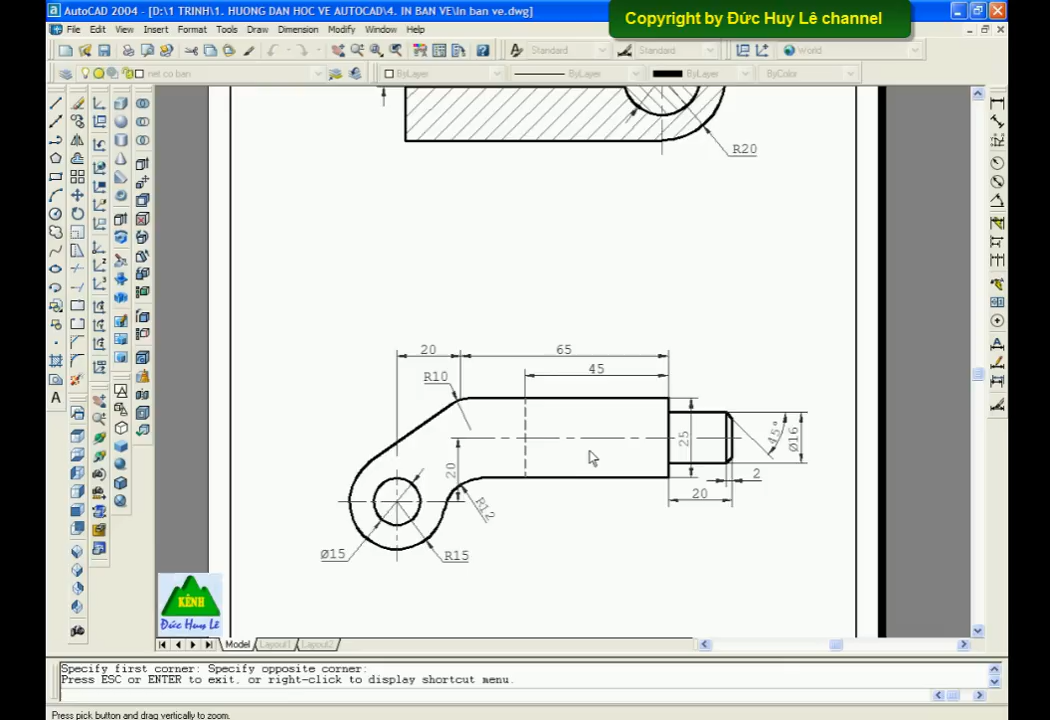 AutoCAD 2004 - [D:\1 TRINH\1. HUONG DAN HOC VE AUTOCAD\4. IN BAN VE\In ban ve.dwg]
Copyright by Đức Huy Lê channel
File Edit View Insert Format Tools Draw Dimension Modify Window Help
Standard Standard World
net co ban ByLayer ByLayer ByLayer ByColor
R20
20 65
45
R10
25
45°
Ø16
20
2
R12
20
Ø15
R15
KÊNH
Đức Huy Lê
Model Layout1 Layout2
Specify first corner: Specify opposite corner:
Press ESC or ENTER to exit, or right-click to display shortcut menu.
Press pick button and drag vertically to zoom.